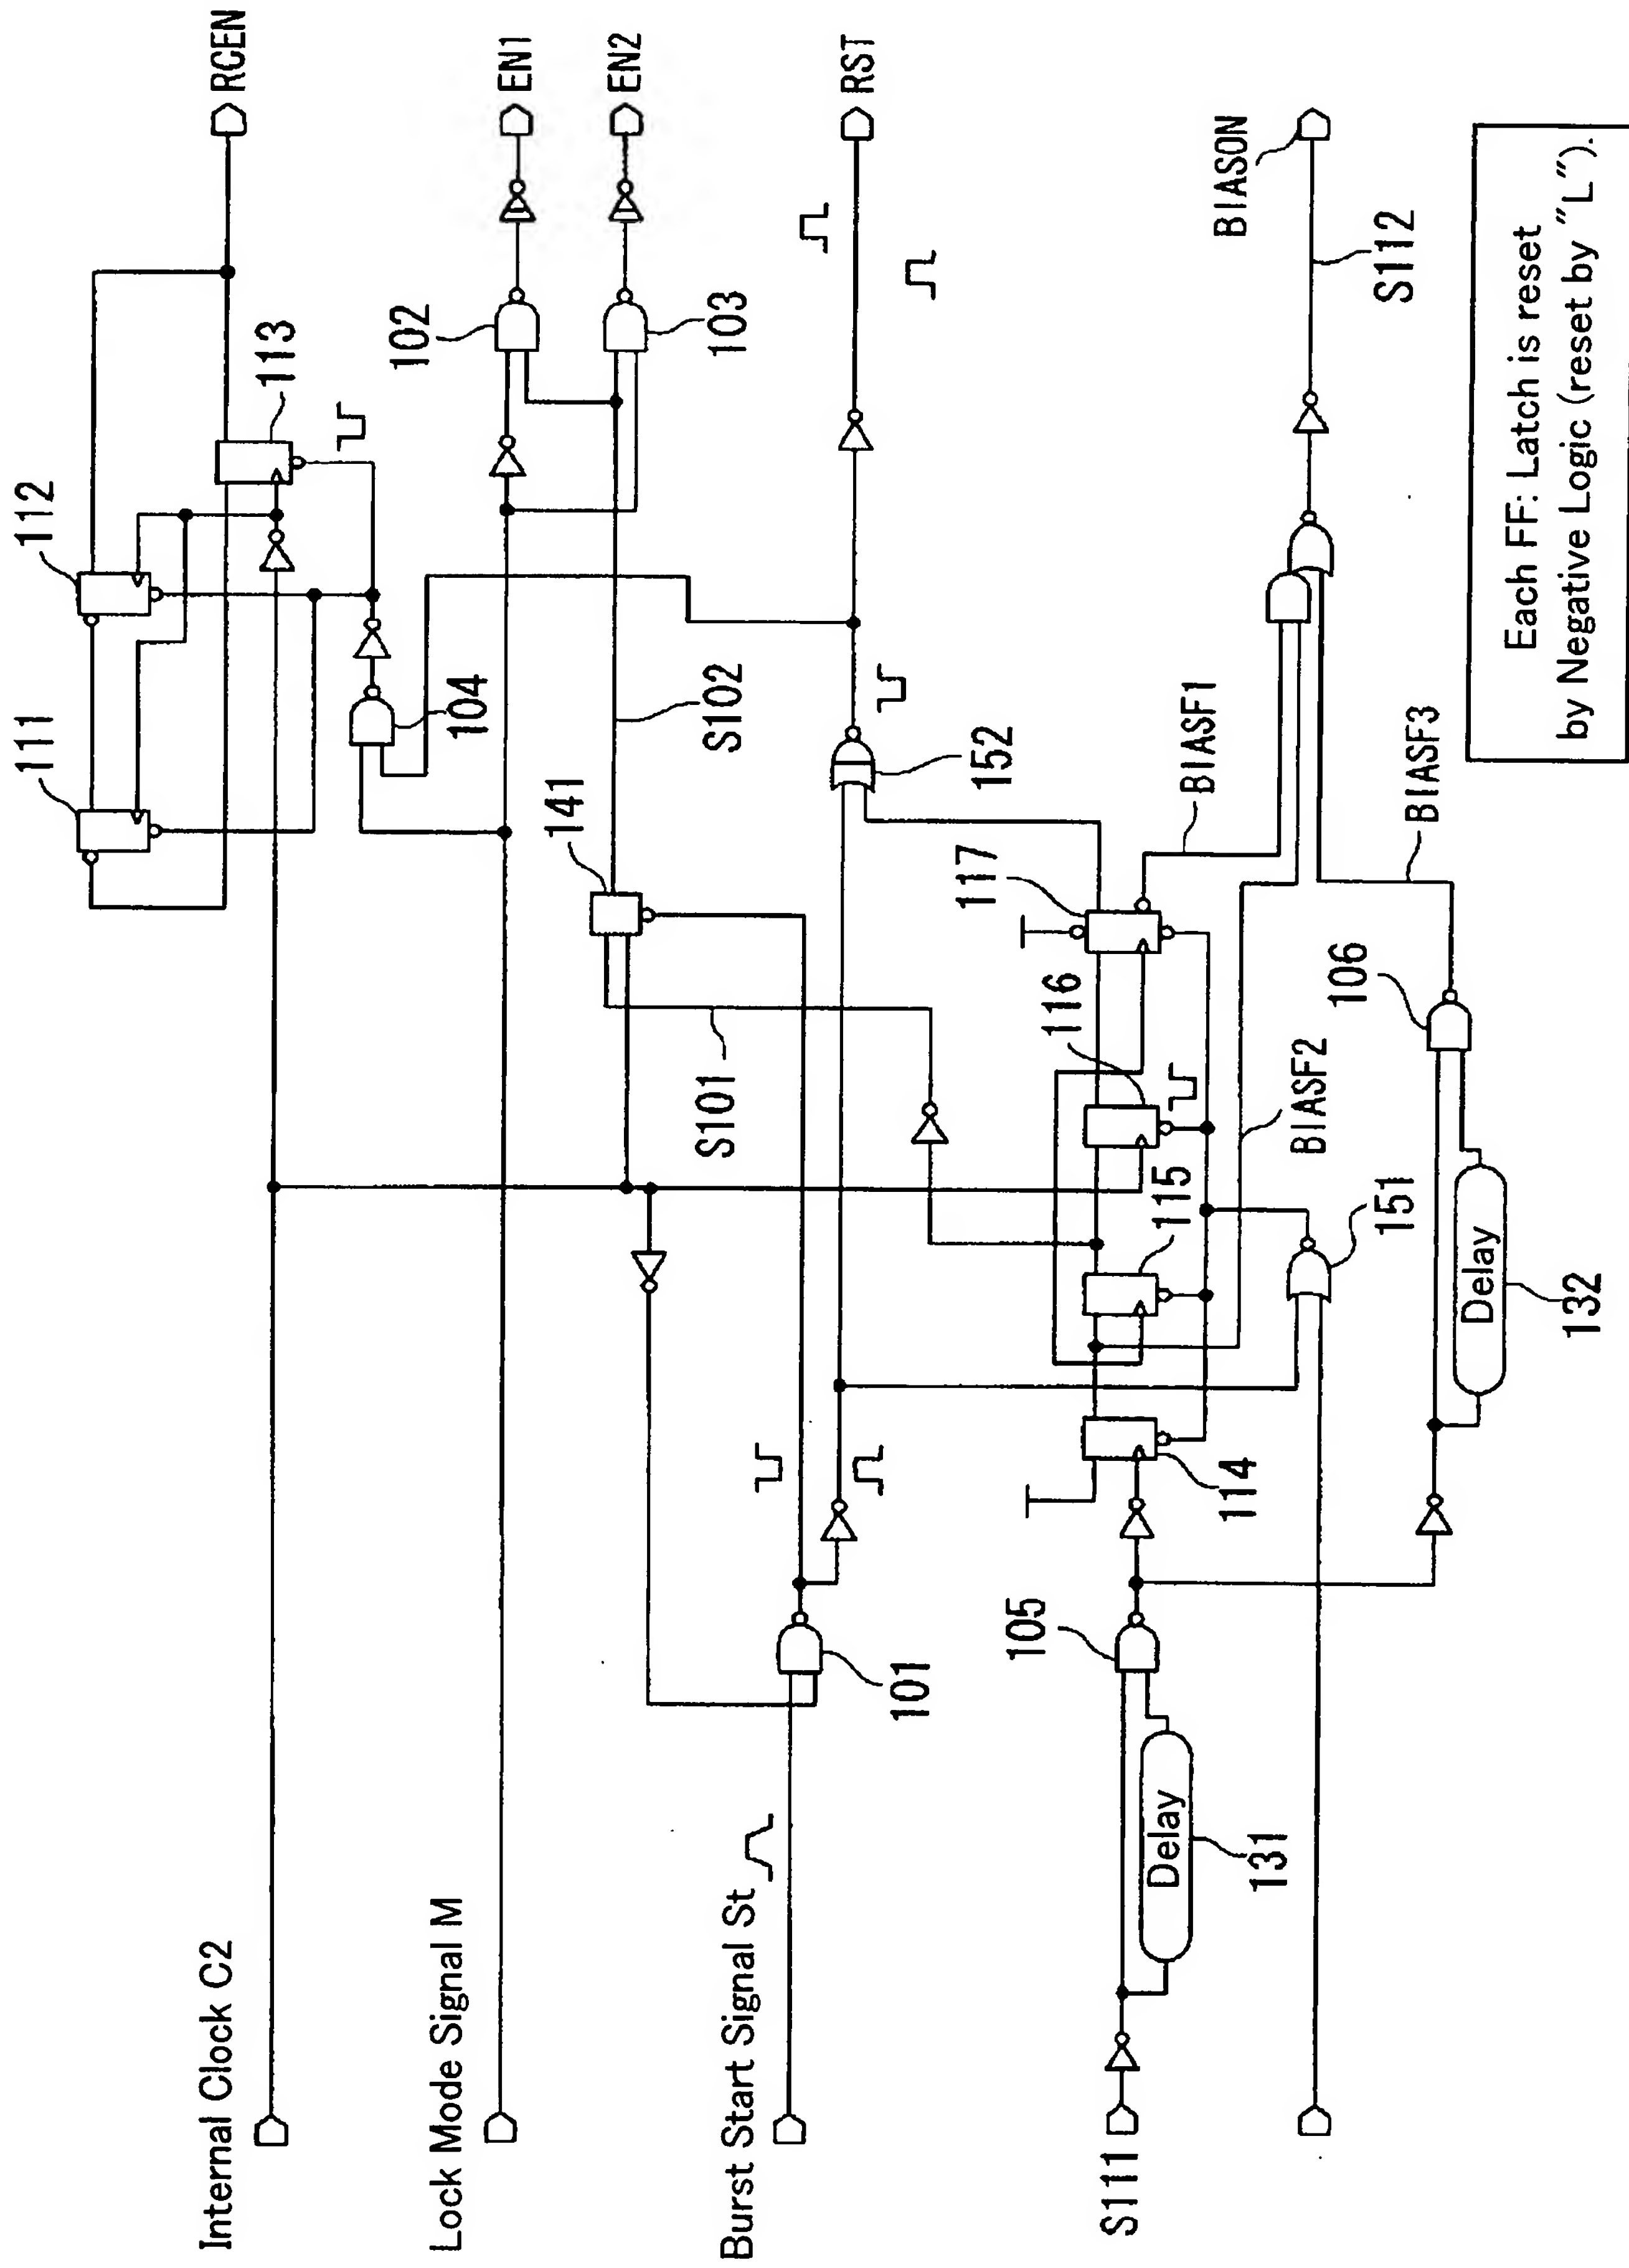 Internal Clock C2
Lock Mode Signal M
Burst Start Signal St
S111
RCEN
EN1
EN2
RST
BIASON
111
112
113
102
103
104
141
S102
S101
101
152
117
116
115
114
105
Delay
131
151
Delay
132
106
BIASF1
BIASF2
BIASF3
S112
Each FF: Latch is reset
by Negative Logic (reset by "L").